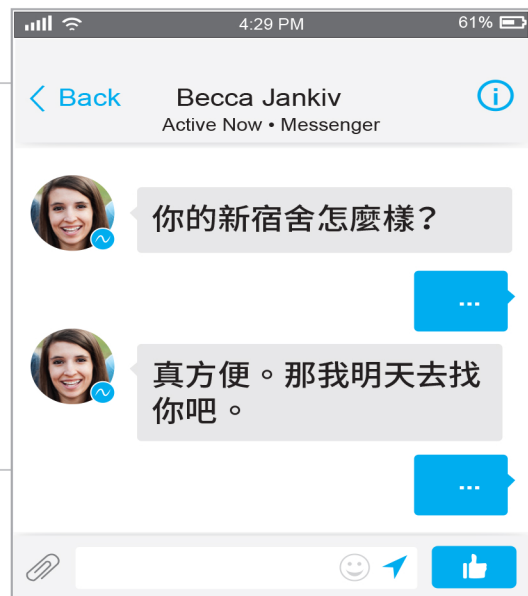 4:29 PM
61%
Back
Becca Jankiv
Active Now • Messenger
你的新宿舍怎麼樣？
...
真方便。那我明天去找
你吧。
...